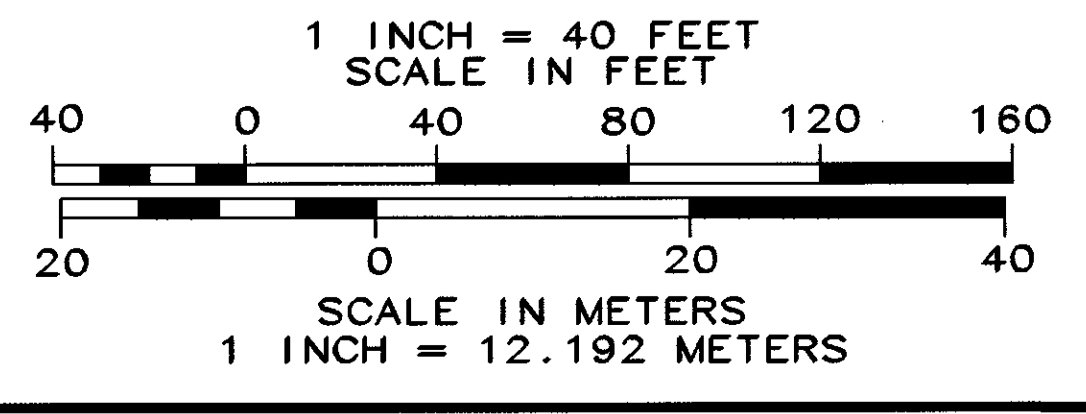 1 INCH = 40 FEET
SCALE IN FEET
40 0 40 80 120 160
20 0 20 40
SCALE IN METERS
1 INCH = 12.192 METERS